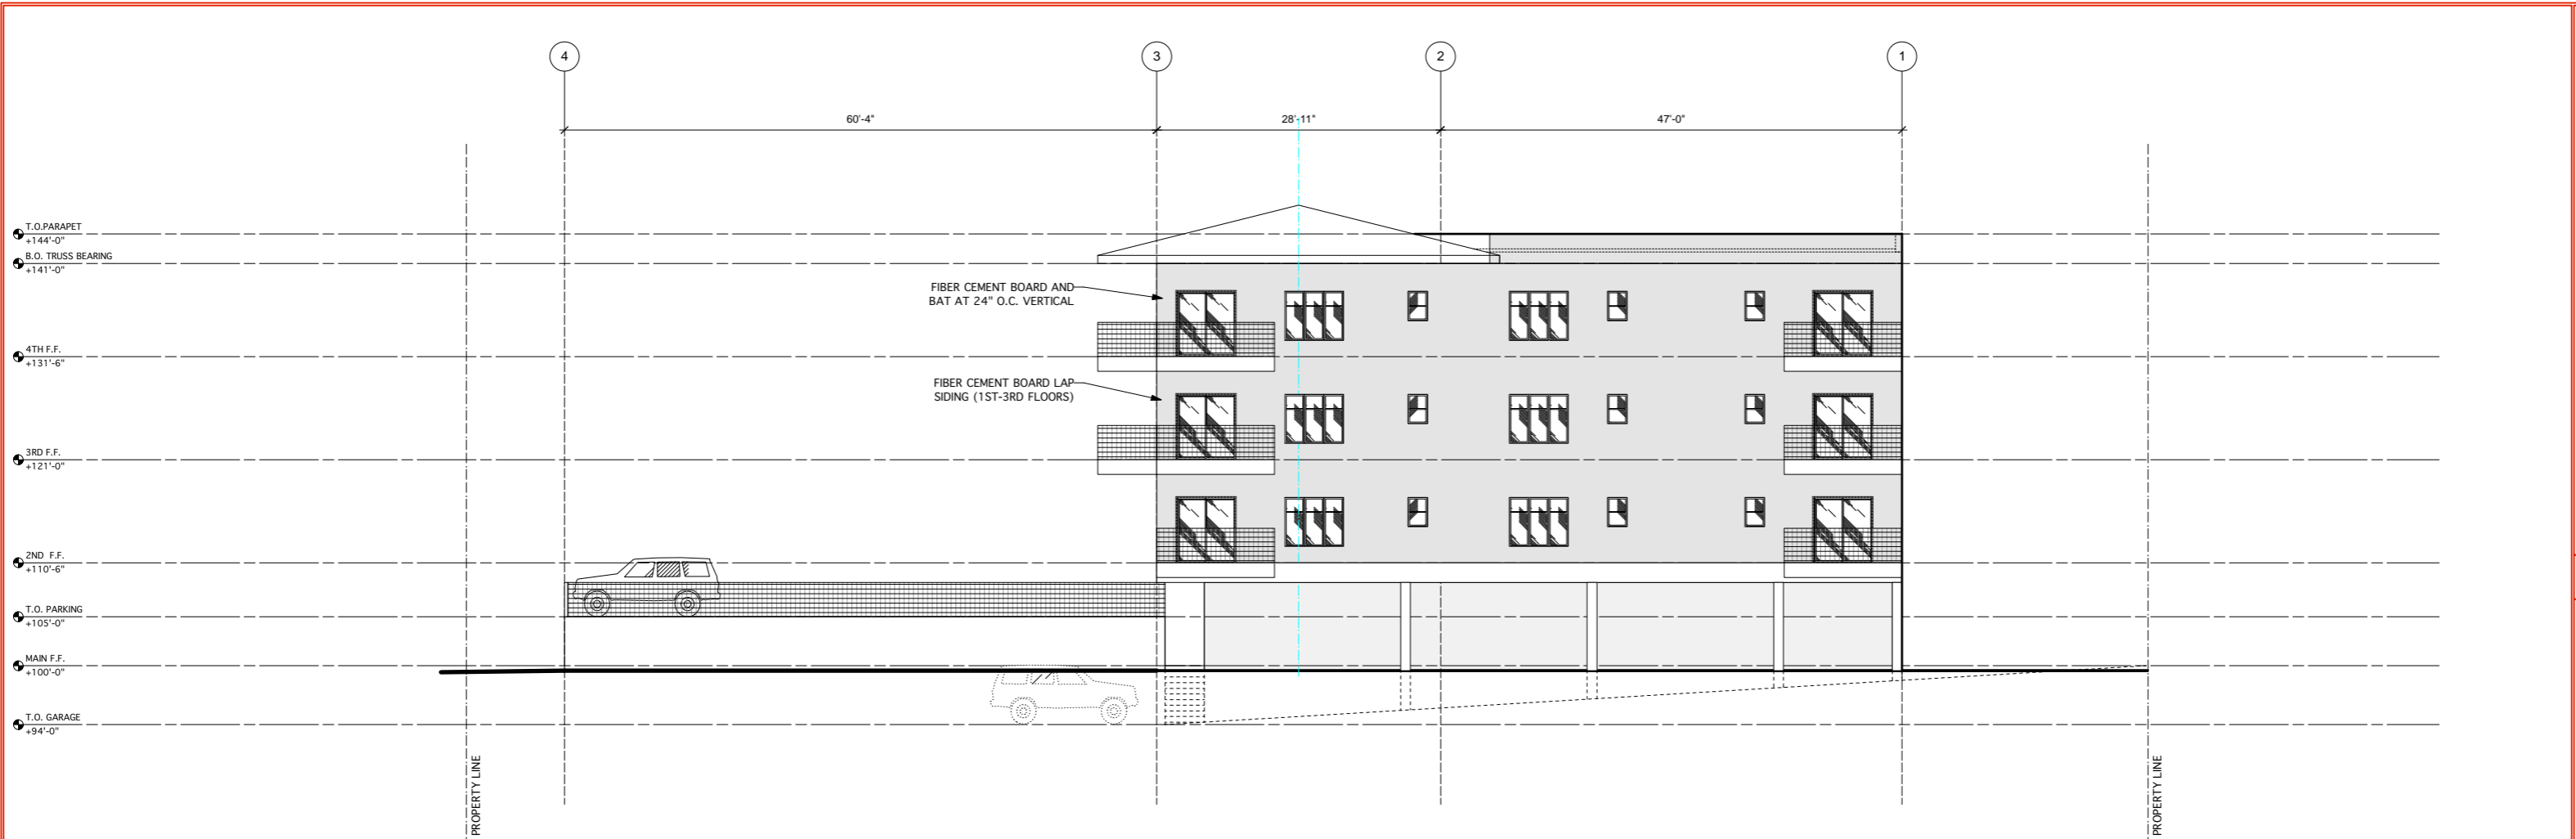 4
3
2
1
60'-4"
28'-11"
47'-0"
T.O.PARAPET
+144'-0"
B.O. TRUSS BEARING
+141'-0"
FIBER CEMENT BOARD AND
BAT AT 24" O.C. VERTICAL
4TH F.F.
+131'-6"
FIBER CEMENT BOARD LAP
SIDING (1ST-3RD FLOORS)
3RD F.F.
+121'-0"
2ND F.F.
+110'-6"
T.O. PARKING
+105'-0"
MAIN F.F.
+100'-0"
T.O. GARAGE
+94'-0"
PROPERTY LINE
PROPERTY LINE